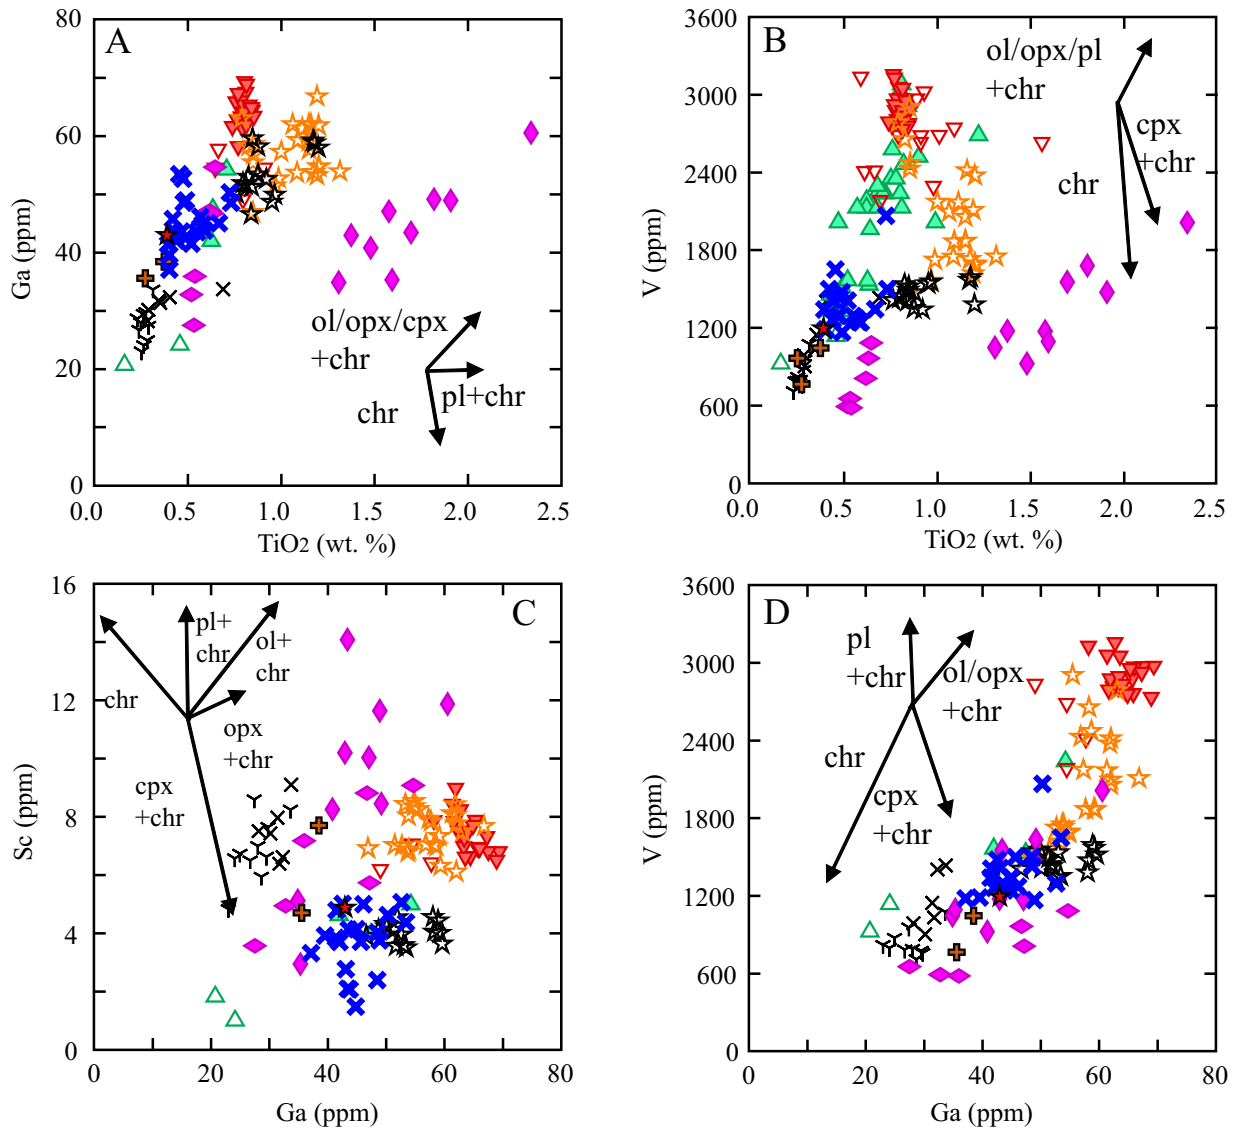 A
80
60
40
20
0
Ga (ppm)
0.0 0.5 1.0 1.5 2.0 2.5
TiO2 (wt. %)
ol/opx/cpx
+chr
pl+chr
chr
B
3600
3000
2400
1800
1200
600
0
V (ppm)
0.0 0.5 1.0 1.5 2.0 2.5
TiO2 (wt. %)
ol/opx/pl
+chr
cpx
+chr
chr
C
16
12
8
4
0
Sc (ppm)
0 20 40 60 80
Ga (ppm)
pl+
chr
ol+
chr
chr
opx
+chr
cpx
+chr
D
3600
3000
2400
1800
1200
600
0
V (ppm)
0 20 40 60 80
Ga (ppm)
pl
+chr
ol/opx
+chr
chr
cpx
+chr